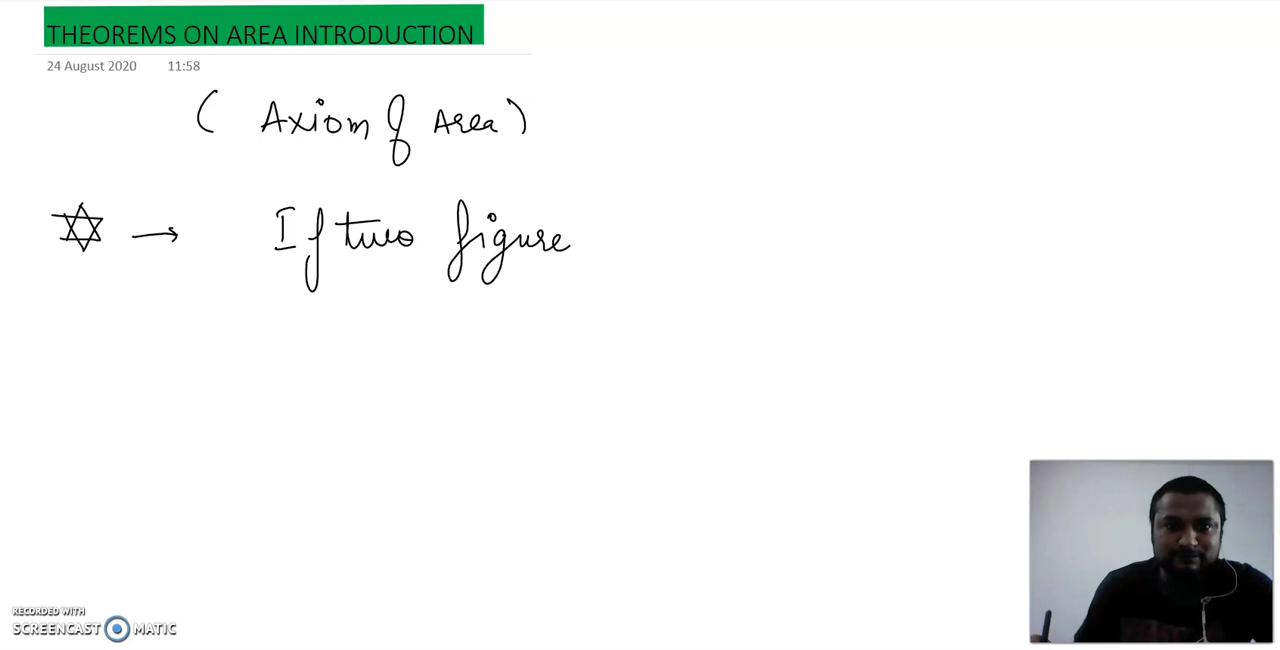 THEOREMS ON AREA INTRODUCTION
24 August 2020 11:58
( Axiom of Area )
→ If two figure
RECORDED WITH
SCREENCAST MATIC